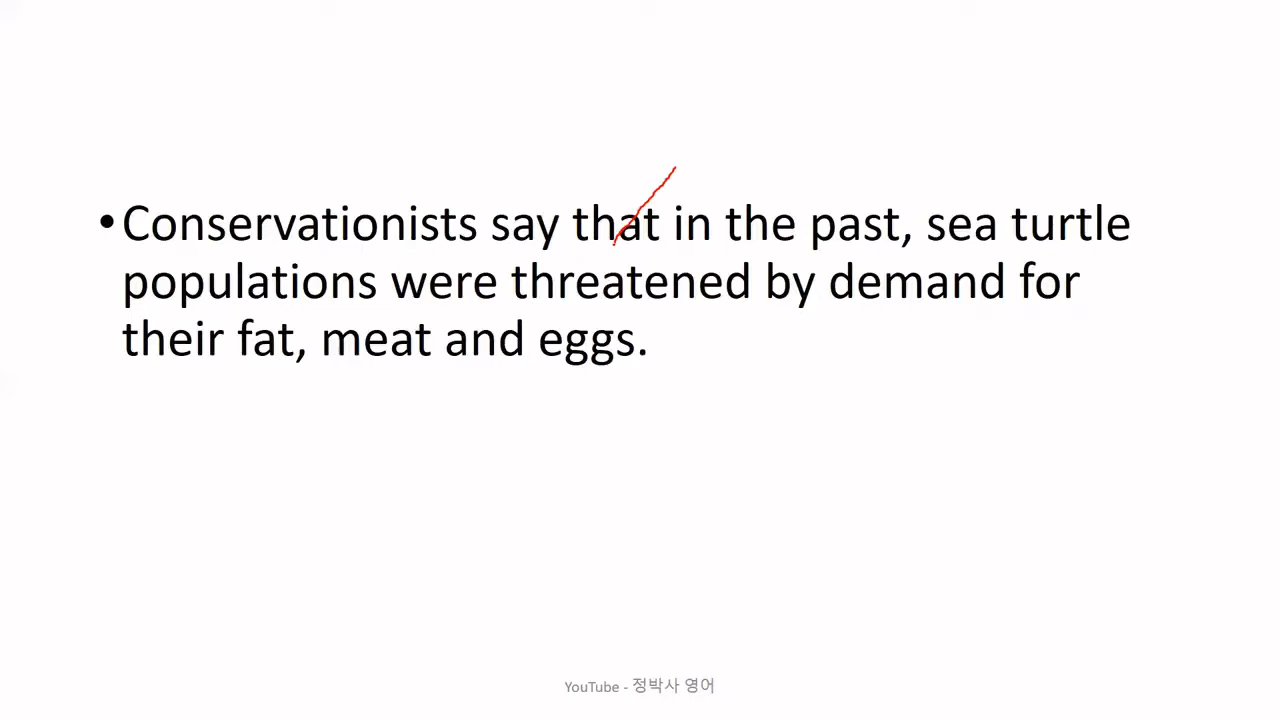 •Conservationists say that in the past, sea turtle
populations were threatened by demand for
their fat, meat and eggs.
YouTube - 정박사 영어